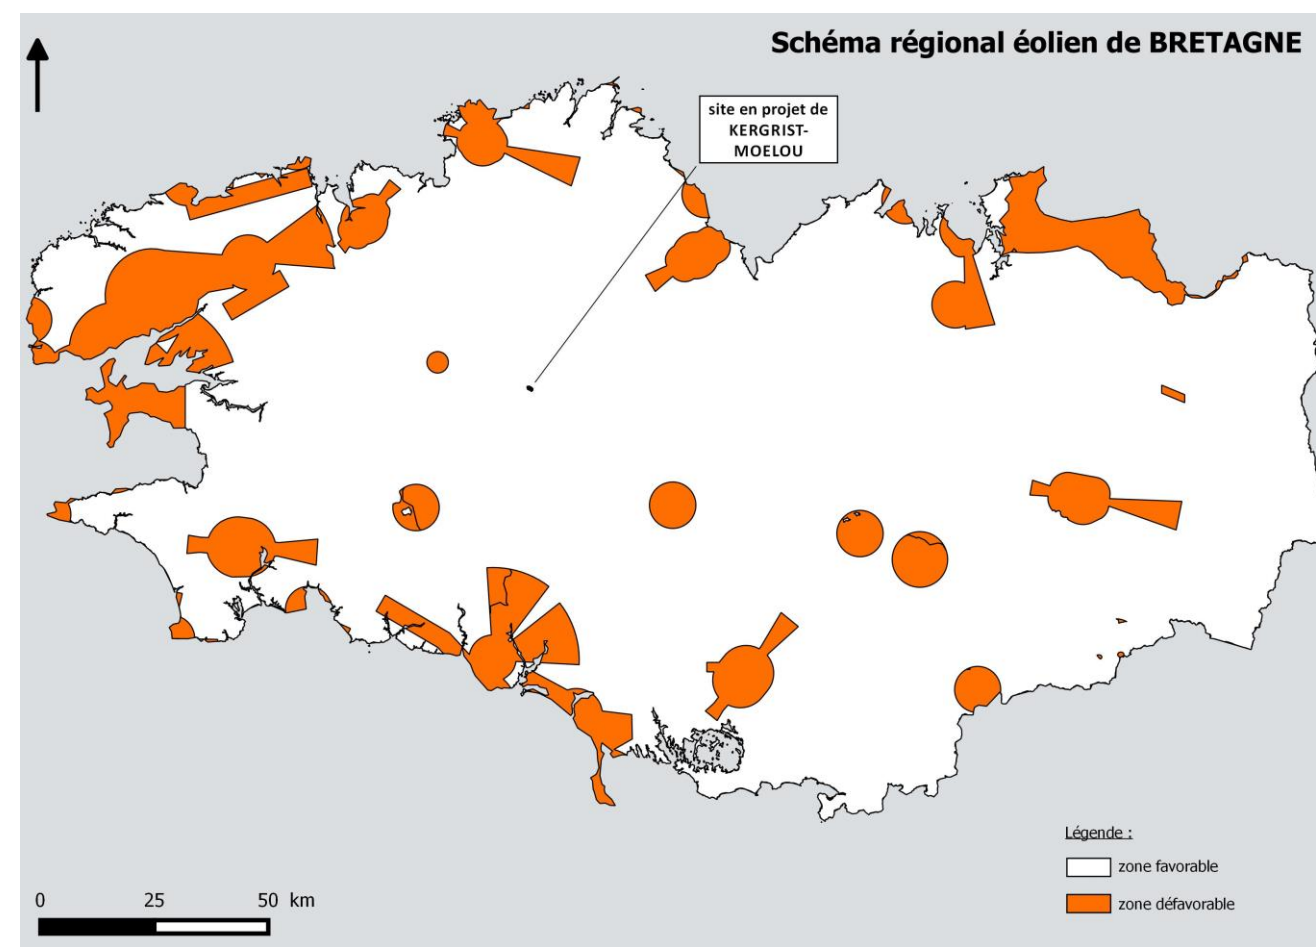 Schéma régional éolien de BRETAGNE
site en projet de
KERGRIST-
MOELOU
Légende :
zone favorable
zone défavorable
0 25 50 km